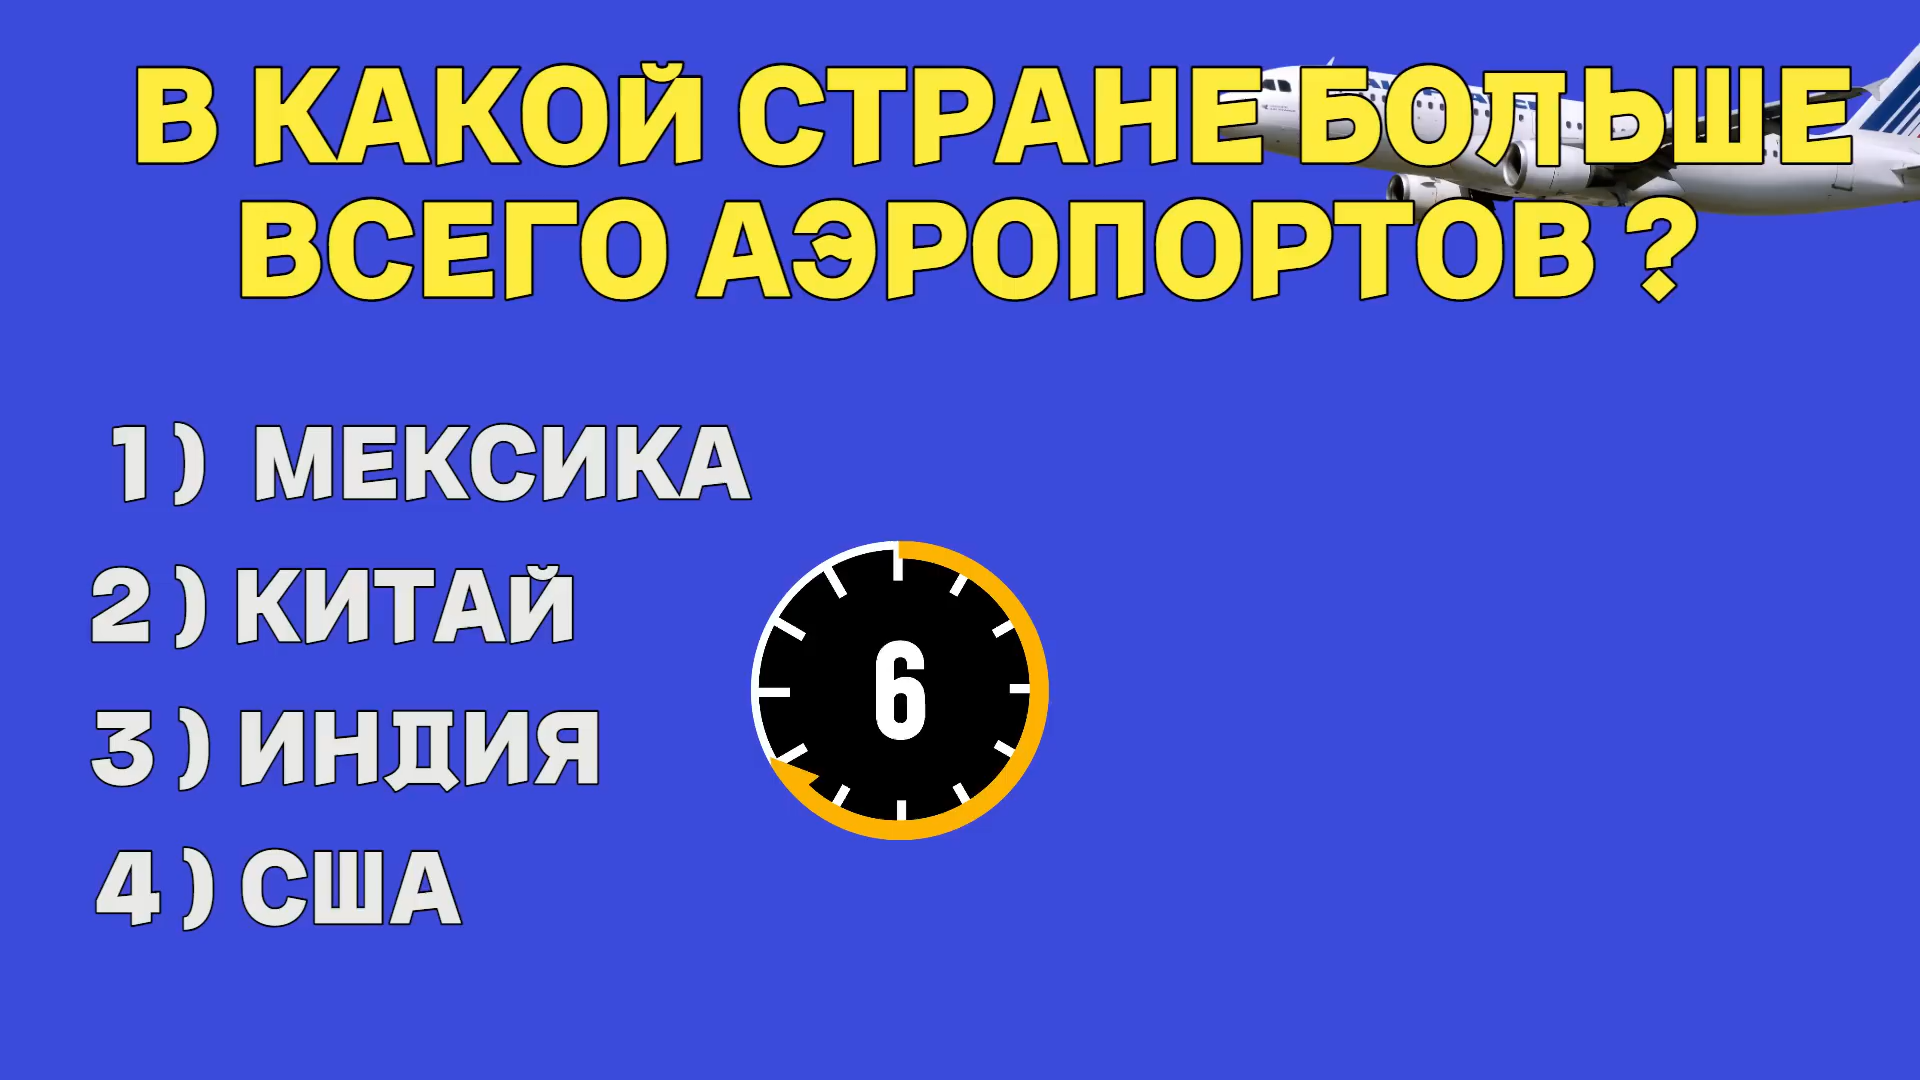 В КАКОЙ СТРАНЕ БОЛЬШЕ
ВСЕГО АЭРОПОРТОВ ?
1 ) МЕКСИКА
2 ) КИТАЙ
3 ) ИНДИЯ
4 ) США
6